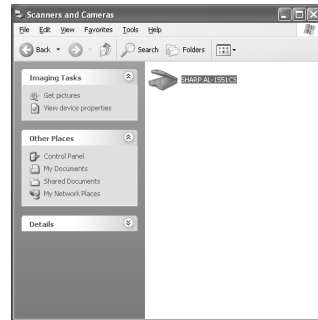 Scanners and Cameras
File Edit View Favorites Tools Help
Back Search Folders
Imaging Tasks
Get pictures
View device properties
Other Places
Control Panel
My Documents
Shared Documents
My Network Places
Details
SHARP AL-1551CS